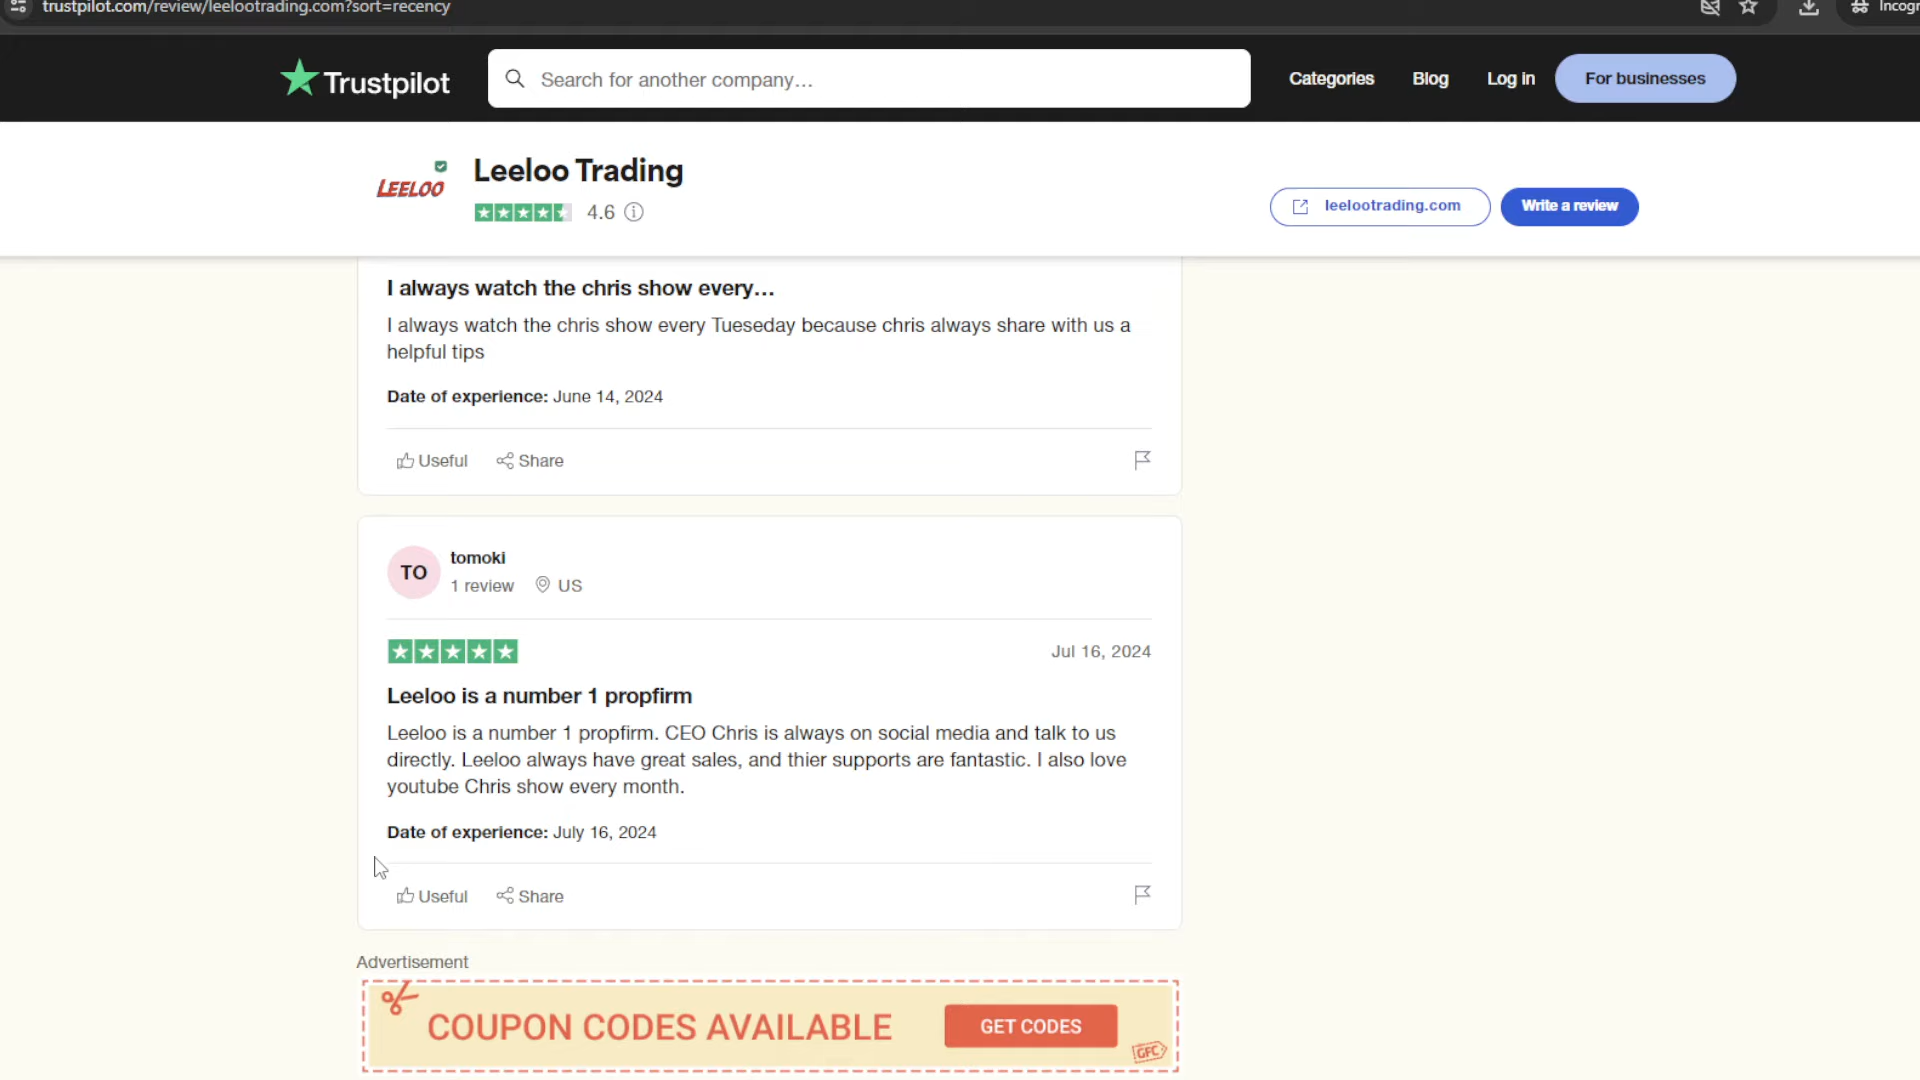 trustpilot.com/review/leelootrading.com?sort=recency
Incogn
Trustpilot
Search for another company...
Categories
Blog
Log in
For businesses
LEELOO
Leeloo Trading
4.6
leelootrading.com
Write a review
I always watch the chris show every...
I always watch the chris show every Tueseday because chris always share with us a
helpful tips
Date of experience: June 14, 2024
Useful
Share
TO
tomoki
1 review
US
Jul 16, 2024
Leeloo is a number 1 propfirm
Leeloo is a number 1 propfirm. CEO Chris is always on social media and talk to us
directly. Leeloo always have great sales, and thier supports are fantastic. I also love
youtube Chris show every month.
Date of experience: July 16, 2024
Useful
Share
Advertisement
COUPON CODES AVAILABLE
GET CODES
GFC